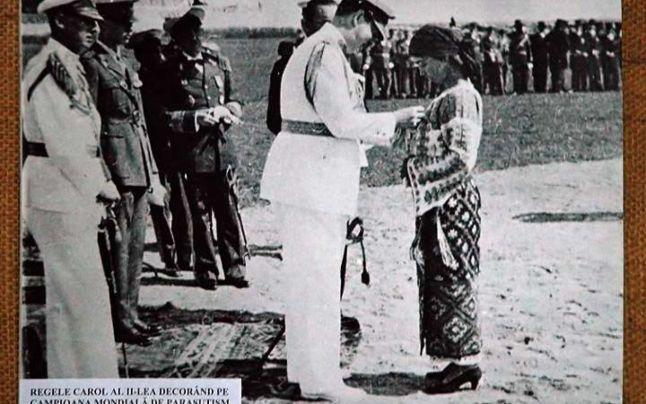 REGELE CAROL AL II-LEA DECORÂND PE
CAMPIOANA MONDIALĂ DE PARAȘUTISM